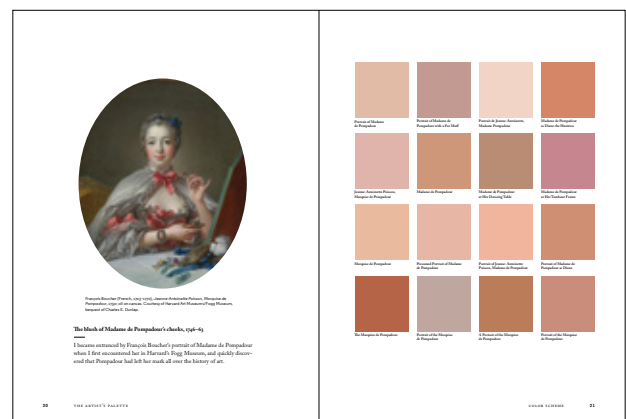 François Boucher (French, 1703–1770), Jeanne-Antoinette Poisson, Marquise de
Pompadour, 1750; oil on canvas. Courtesy of Harvard Art Museums/Fogg Museum,
bequest of Charles E. Dunlap.
The blush of Madame de Pompadour's cheeks, 1746–63
I became entranced by François Boucher's portrait of Madame de Pompadour
when I first encountered her in Harvard's Fogg Museum, and quickly discov-
ered that Pompadour had left her mark all over the history of art.
20 THE ARTIST'S PALETTE
Portrait of Madame
de Pompadour
Portrait of Madame de
Pompadour with a Fur Muff
Portrait de Jeanne Antoinette,
Madame Pompadour
Madame de Pompadour
as Diana the Huntress
Jeanne Antoinette Poisson,
Marquise de Pompadour
Madame de Pompadour
Madame de Pompadour
at Her Dressing Table
Madame de Pompadour
at Her Tambour Frame
Marquise de Pompadour
Presumed Portrait of Madame
de Pompadour
Portrait of Jeanne Antoinette
Poisson, Madame de Pompadour
Portrait of Madame de
Pompadour as Diana
The Marquise de Pompadour
Portrait of the Marquise
de Pompadour
A Portrait of the Marquise
de Pompadour
Portrait of the Marquise
de Pompadour
COLOR SCHEME 21